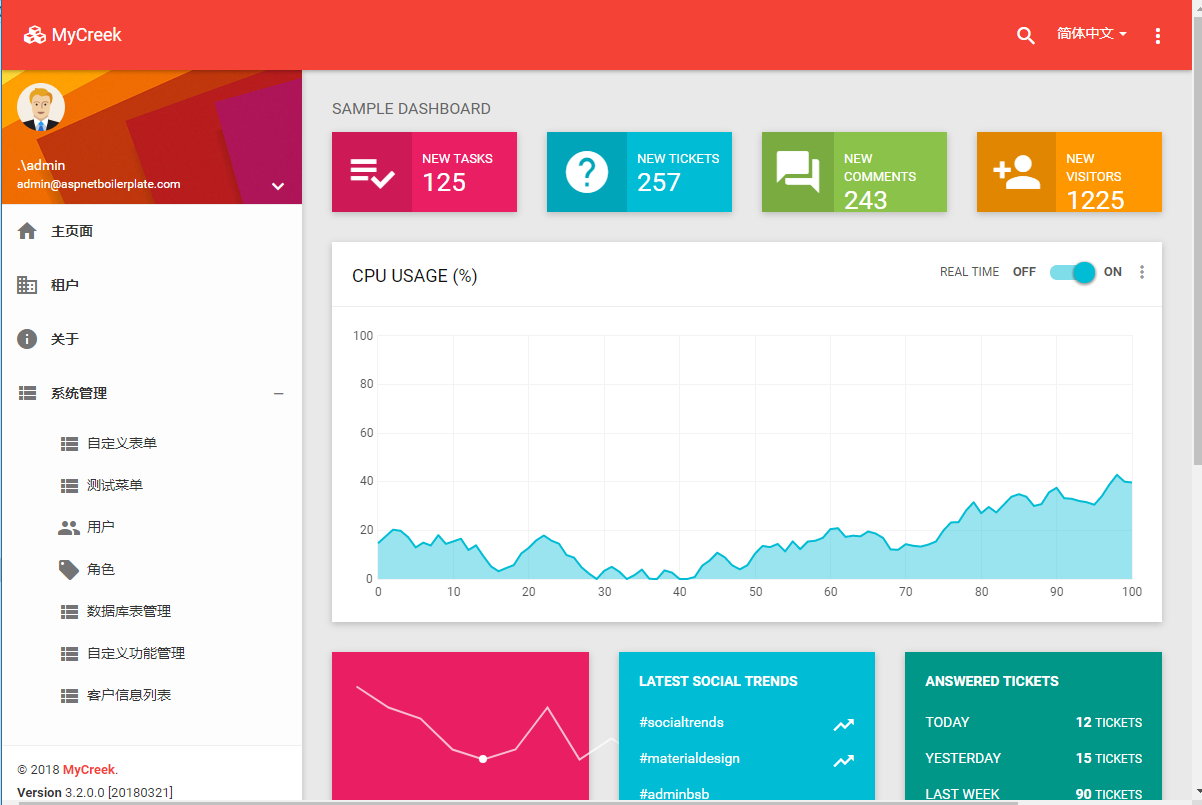 MyCreek
简体中文
.\admin
admin@aspnetboilerplate.com
主页面
租户
关于
系统管理
自定义表单
测试菜单
用户
角色
数据库表管理
自定义功能管理
客户信息列表
© 2018 MyCreek.
Version 3.2.0.0 [20180321]
SAMPLE DASHBOARD
NEW TASKS
125
NEW TICKETS
257
NEW
COMMENTS
243
NEW
VISITORS
1225
CPU USAGE (%)
REAL TIME OFF ON
100
80
60
40
20
0
0 10 20 30 40 50 60 70 80 90 100
LATEST SOCIAL TRENDS
#socialtrends
#materialdesign
#adminbsb
ANSWERED TICKETS
TODAY 12 TICKETS
YESTERDAY 15 TICKETS
LAST WEEK 90 TICKETS